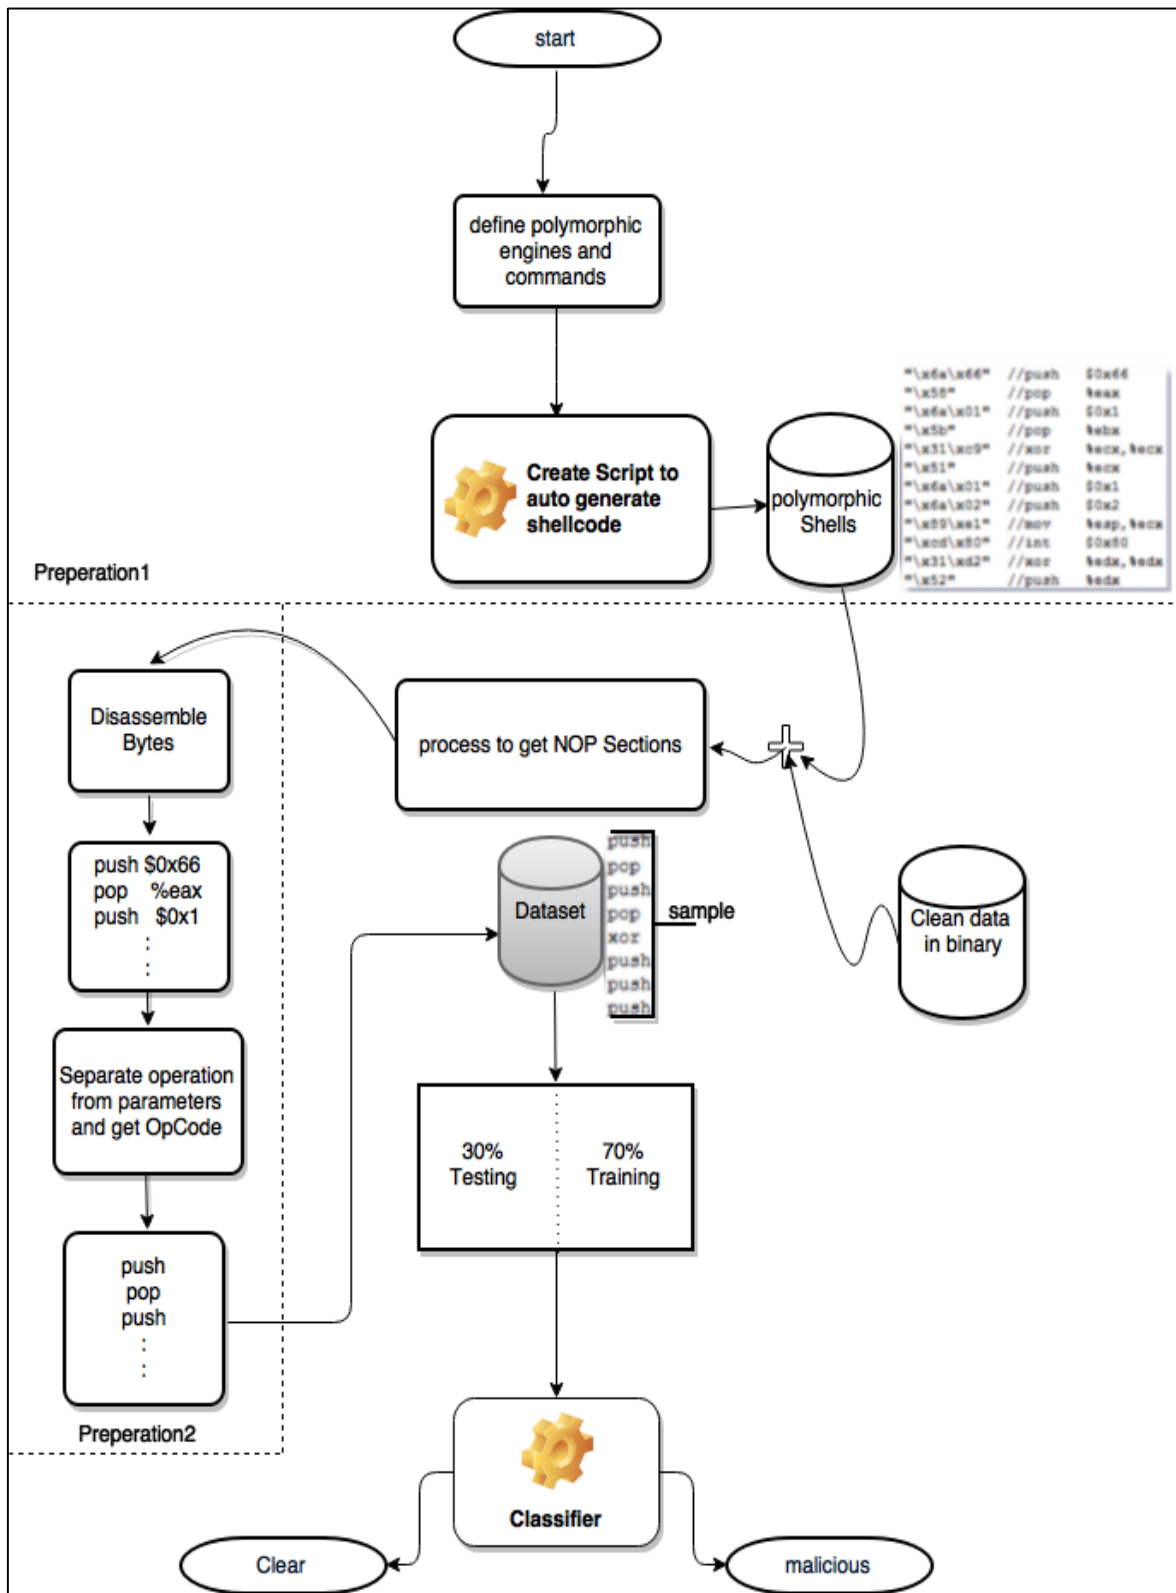 start
define polymorphic
engines and
commands
Create Script to
auto generate
shellcode
polymorphic
Shells
"\x6a\x66" //push $0x66
"\x58" //pop %eax
"\x6a\x01" //push $0x1
"\x5b" //pop %ebx
"\x31\xc9" //xor %ecx,%ecx
"\x51" //push %ecx
"\x6a\x01" //push $0x1
"\x6a\x02" //push $0x2
"\x89\xe1" //mov %esp,%ecx
"\xcd\x80" //int $0x80
"\x31\xd2" //xor %edx,%edx
"\x52" //push %edx
Preperation1
Disassemble
Bytes
process to get NOP Sections
push $0x66
pop %eax
push $0x1
:
:
Dataset
push
pop
push
pop
xor
push
push
push
sample
Clean data
in binary
Separate operation
from parameters
and get OpCode
30%
Testing
70%
Training
push
pop
push
:
:
Preperation2
Classifier
Clear
malicious